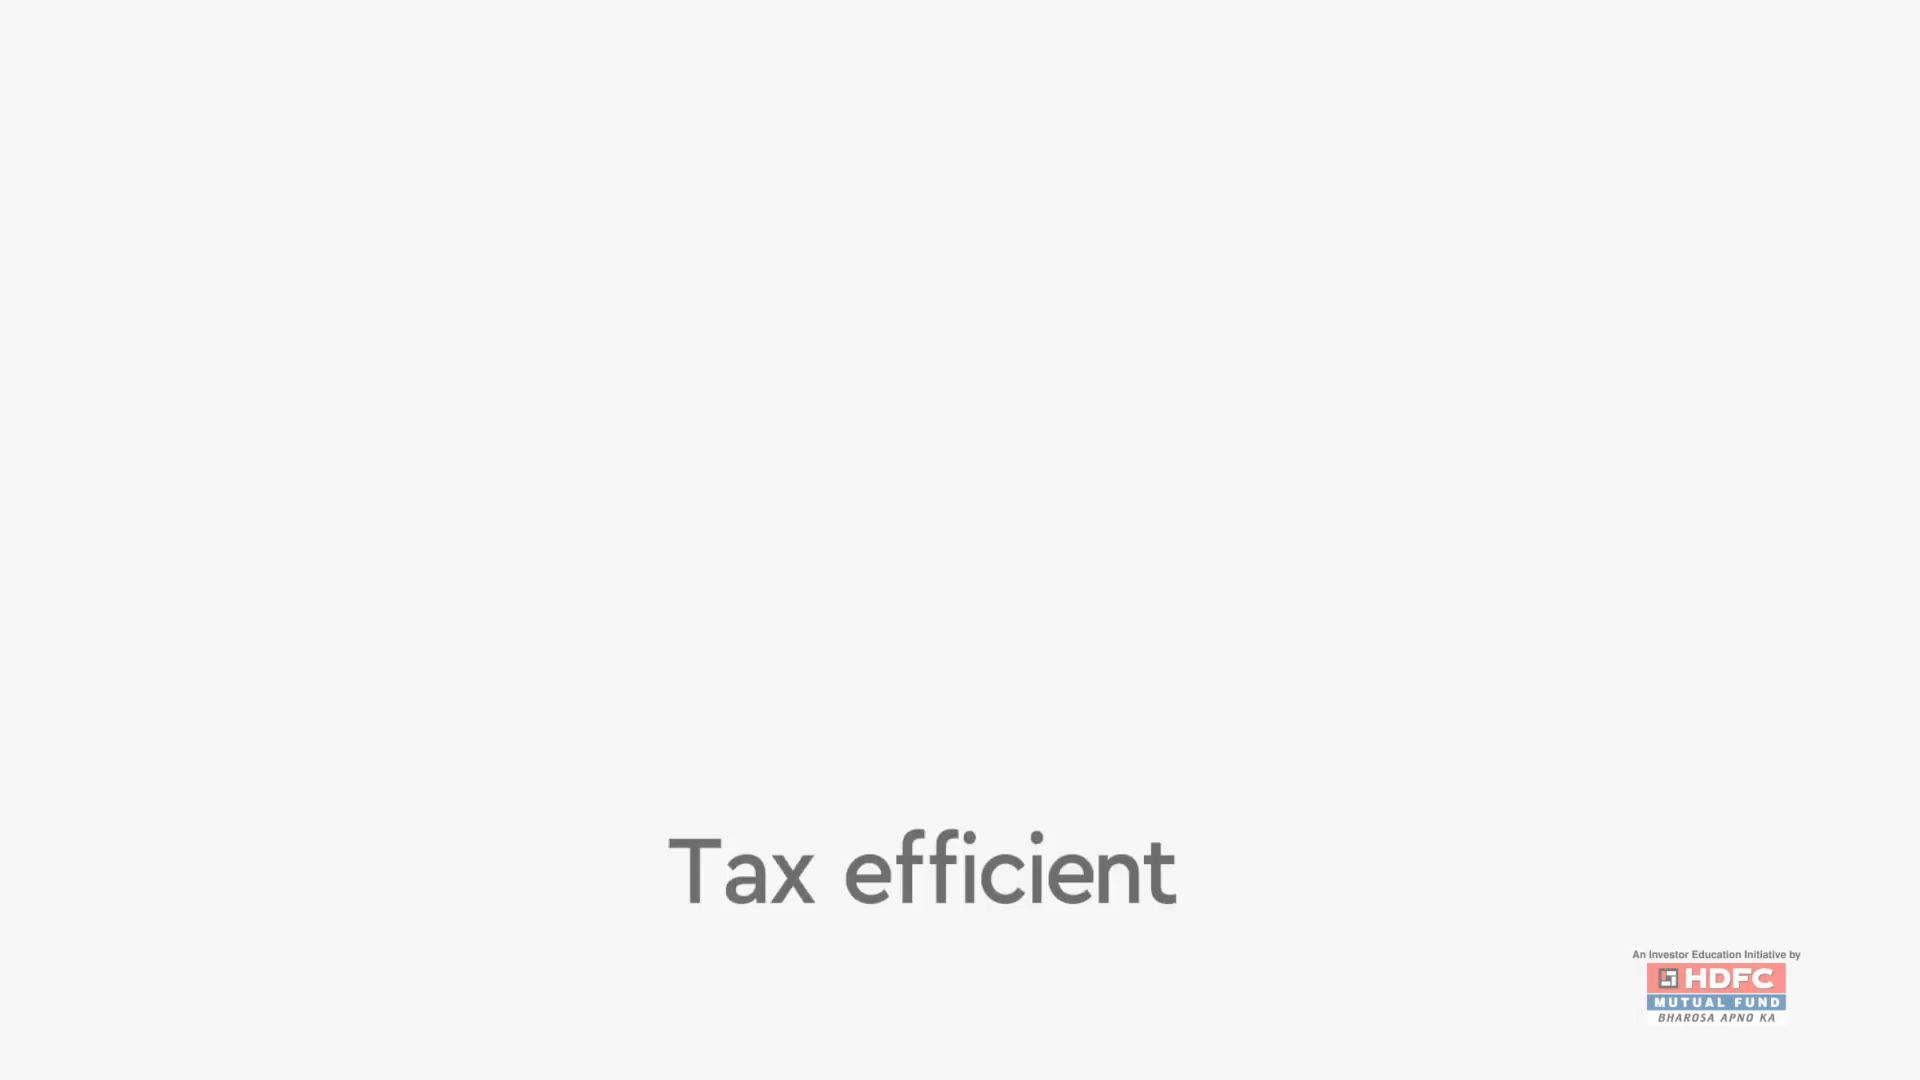 Tax efficient
An Investor Education Initiative by
HDFC
MUTUAL FUND
BHAROSA APNO KA